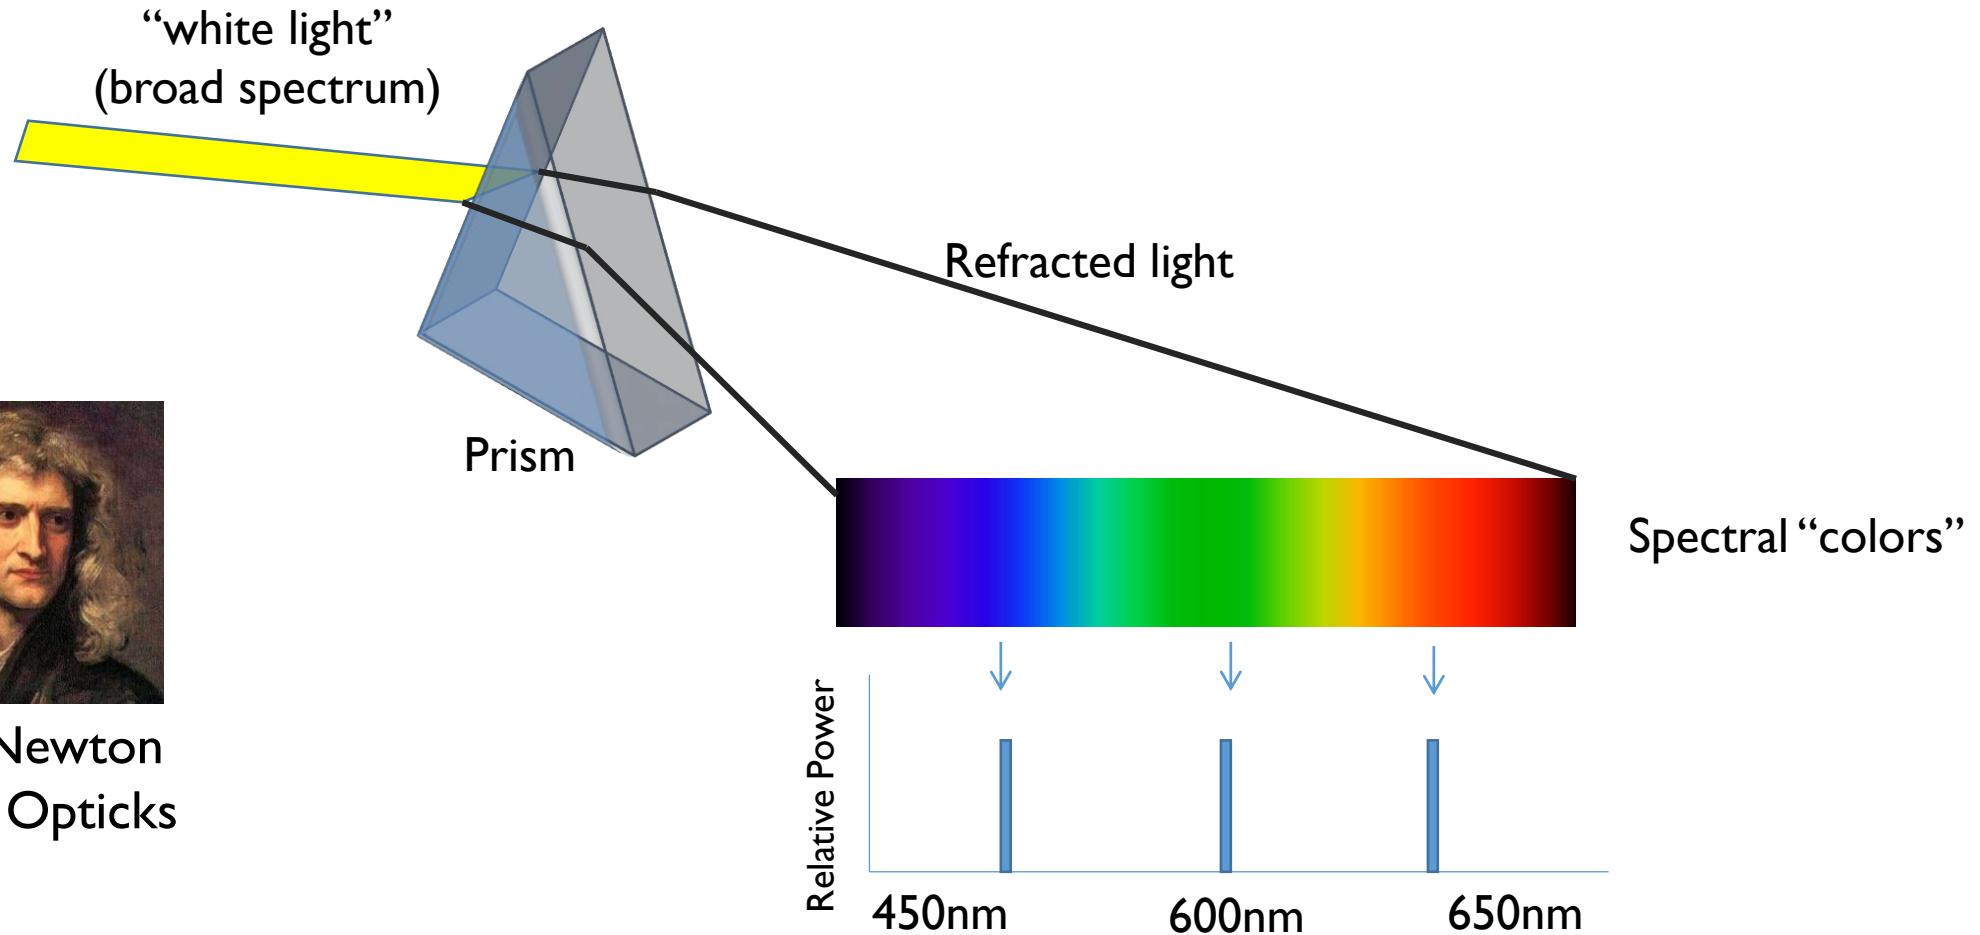 “white light”
(broad spectrum)
Refracted light
Prism
Spectral “colors”
Newton
Opticks
Relative Power
450nm
600nm
650nm